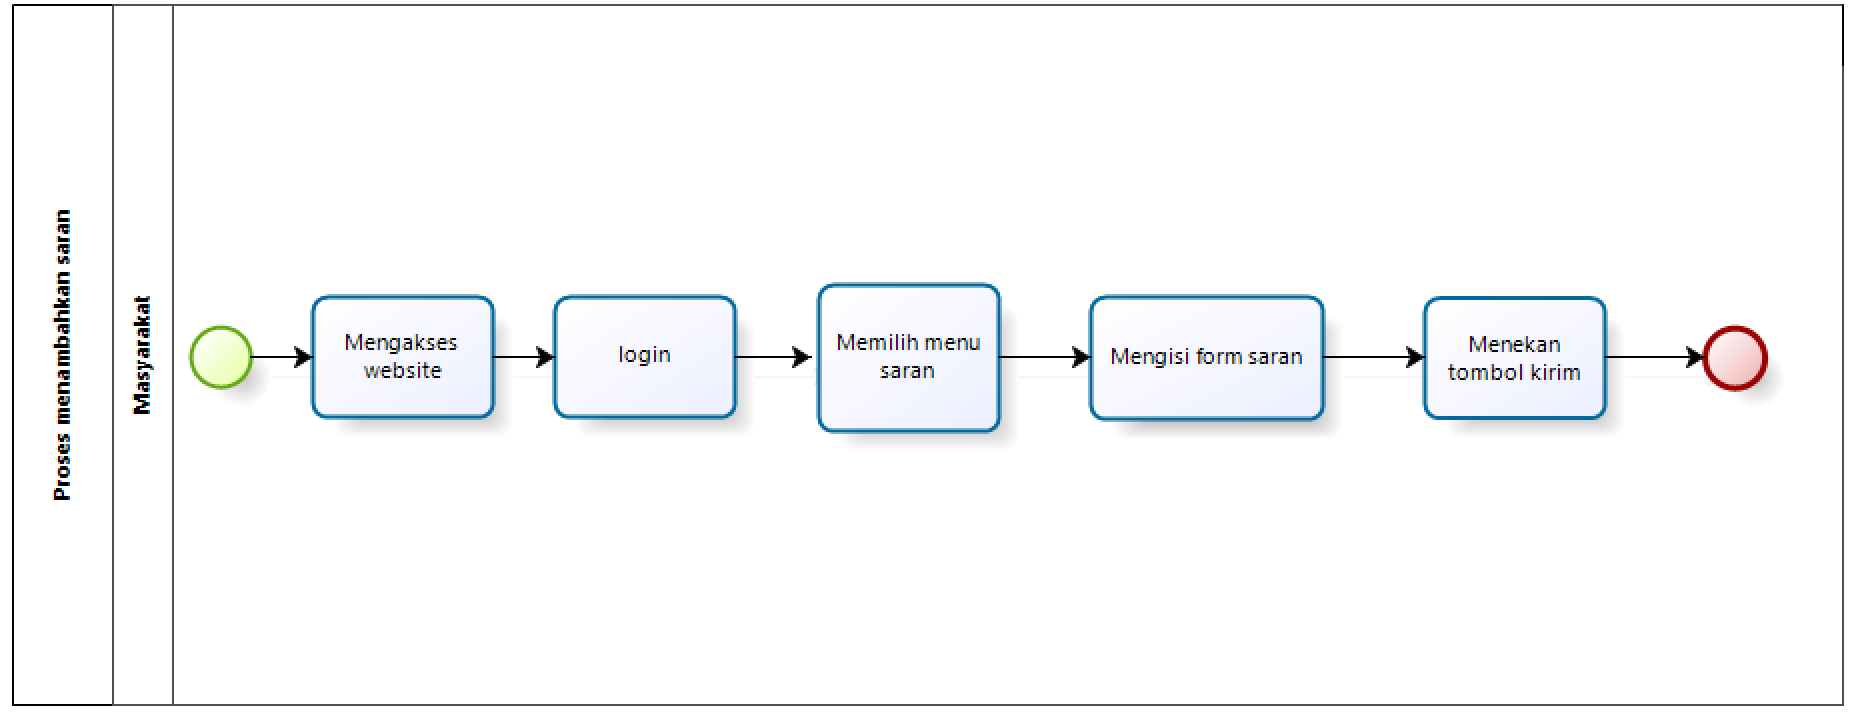 Proses menambahkan saran
Masyarakat
Mengakses
website
login
Memilih menu
saran
Mengisi form saran
Menekan
tombol kirim